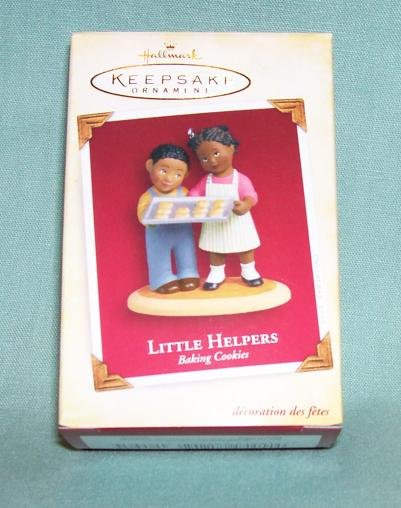 Hallmark
KEEPSAKE
ORNAMENT
LITTLE HELPERS
Baking Cookies
décoration des fêtes